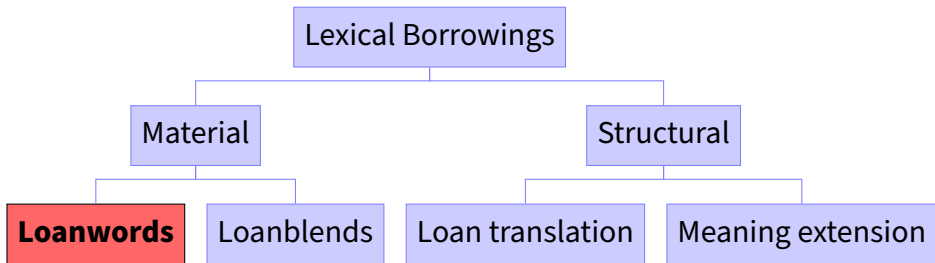 Lexical Borrowings
Material
Structural
Loanwords
Loanblends
Loan translation
Meaning extension